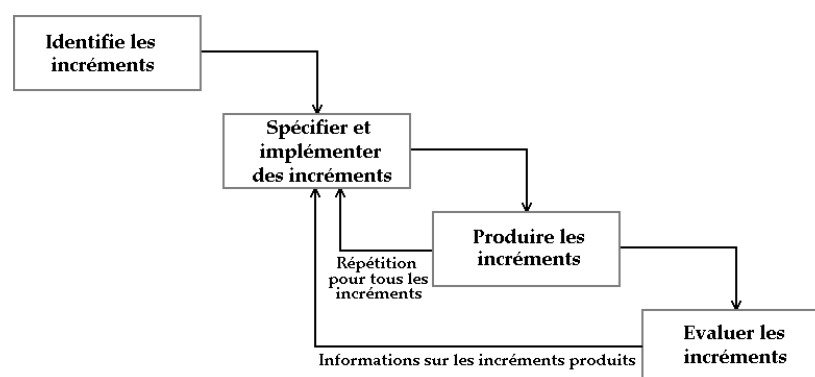 Identifie les
incréments
Spécifier et
implémenter
des incréments
Produire les
incréments
Répétition
pour tous les
incréments
Evaluer les
incréments
Informations sur les incréments produits